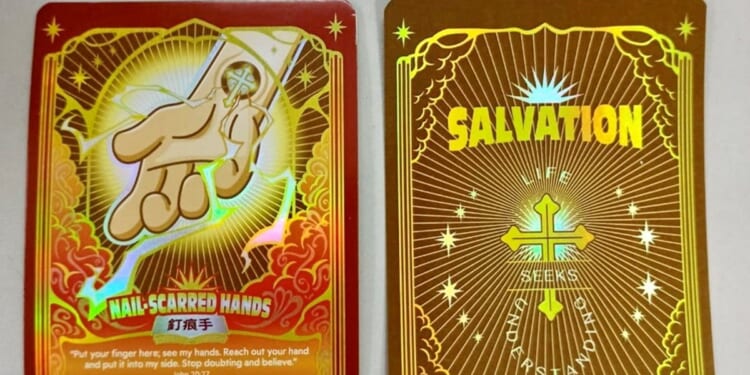 NAIL-SCARRED HANDS
釘痕手
"Put your finger here; see my hands. Reach out your hand
and put it into my side. Stop doubting and believe."
John 20:27
SALVATION
LIFE
SEEKS
UNDERSTANDING